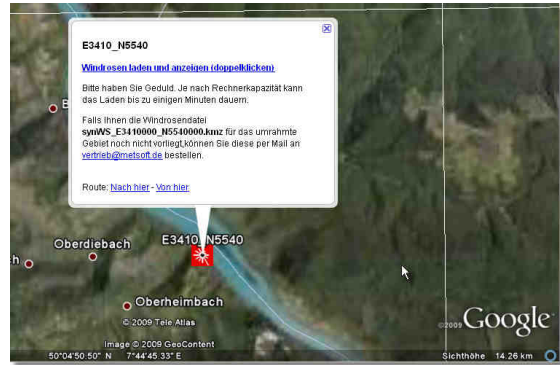 E3410_N5540
Windrosen laden und anzeigen (doppelklicken)
Bitte haben Sie Geduld. Je nach Rechnerkapazität kann
das Laden bis zu einigen Minuten dauern.
Falls Ihnen die Windrosendatei
synWS_E3410000_N5540000.kmz für das umrahmte
Gebiet noch nicht vorliegt,können Sie diese per Mail an
vertrieb@metsoft.de bestellen.
Route: Nach hier - Von hier
B
E3410_N5540
Oberdiebach
h
Oberheimbach
© 2009 Tele Atlas
Image © 2009 GeoContent
©2009 Google
50°04'50.50" N 7°44'45.33" E
Sichthöhe 14.26 km